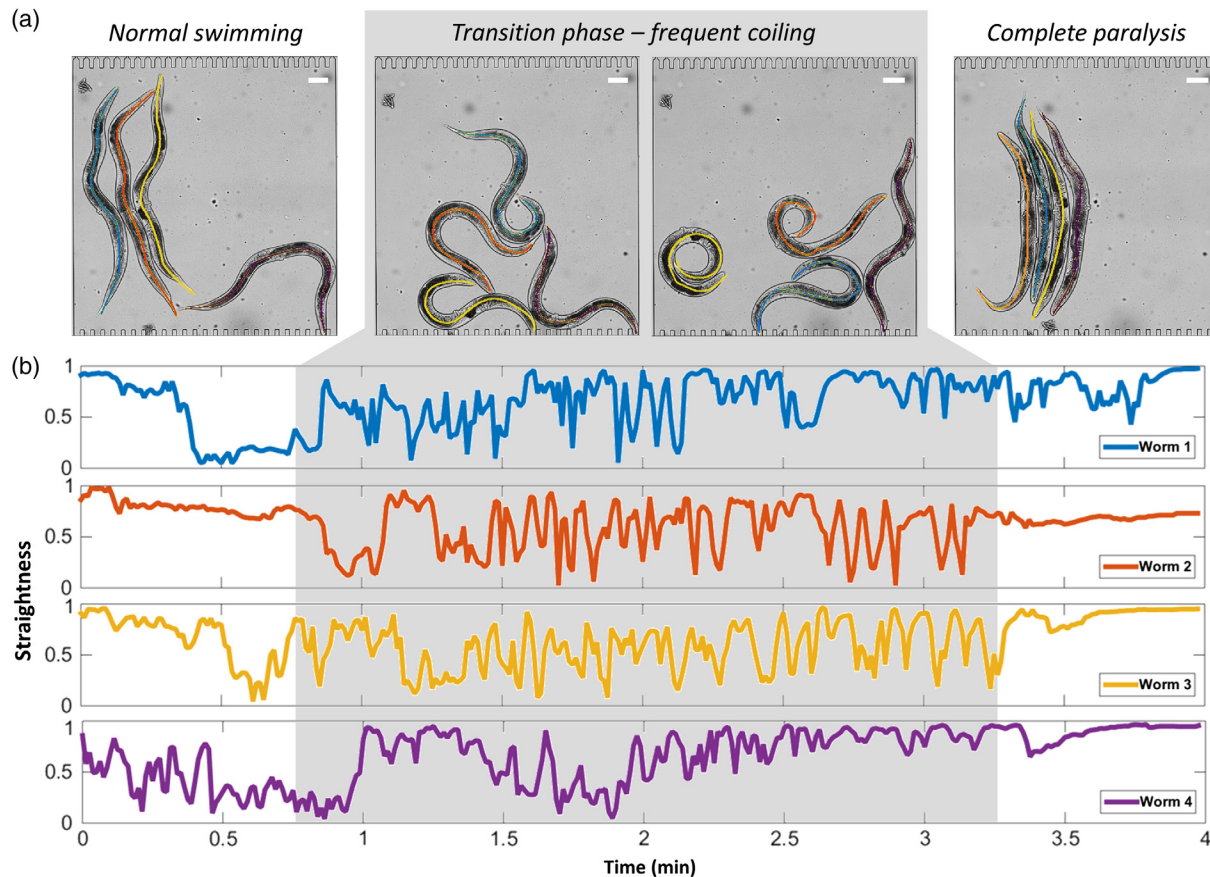 (a)
Normal swimming
Transition phase – frequent coiling
Complete paralysis
(b)
Straightness
1
0.5
0
Worm 1
1
0.5
0
Worm 2
1
0.5
0
Worm 3
1
0.5
0
Worm 4
0 0.5 1 1.5 2 2.5 3 3.5 4
Time (min)